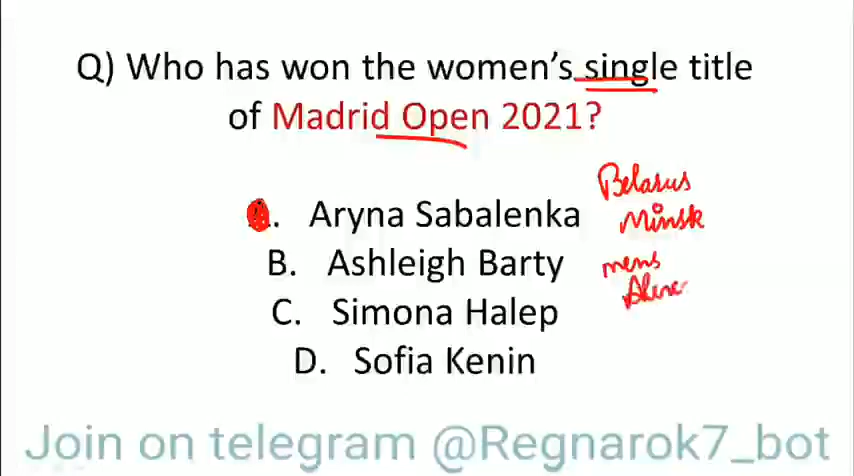 Q) Who has won the women's single title
of Madrid Open 2021?
Aryna Sabalenka
B. Ashleigh Barty
C. Simona Halep
D. Sofia Kenin
Belarus
Minsk
mens
Join on telegram @Regnarok7_bot